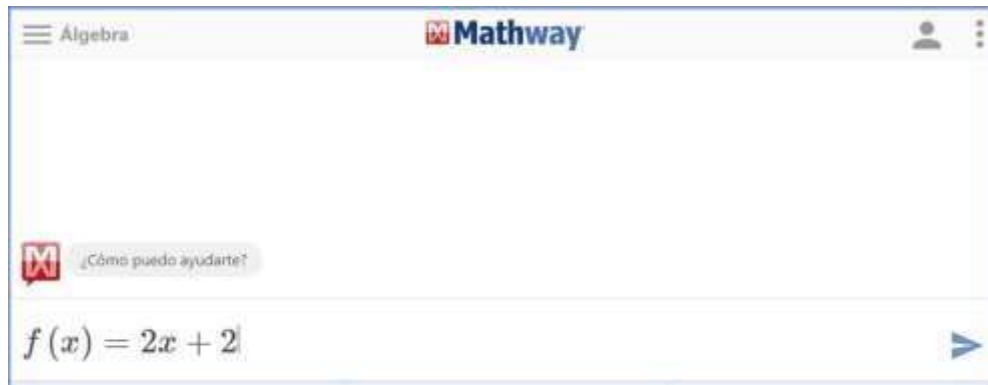 Álgebra
Mathway
¿Cómo puedo ayudarte?
f (x) = 2x + 2